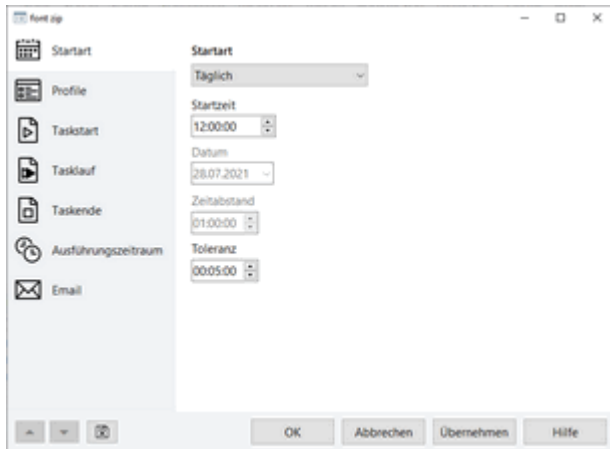 font zip
Startart
Profile
Taskstart
Tasklauf
Taskende
Ausführungszeitraum
Email
Startart
Täglich
Startzeit
12:00:00
Datum
28.07.2021
Zeitabstand
01:00:00
Toleranz
00:05:00
OK
Abbrechen
Übernehmen
Hilfe